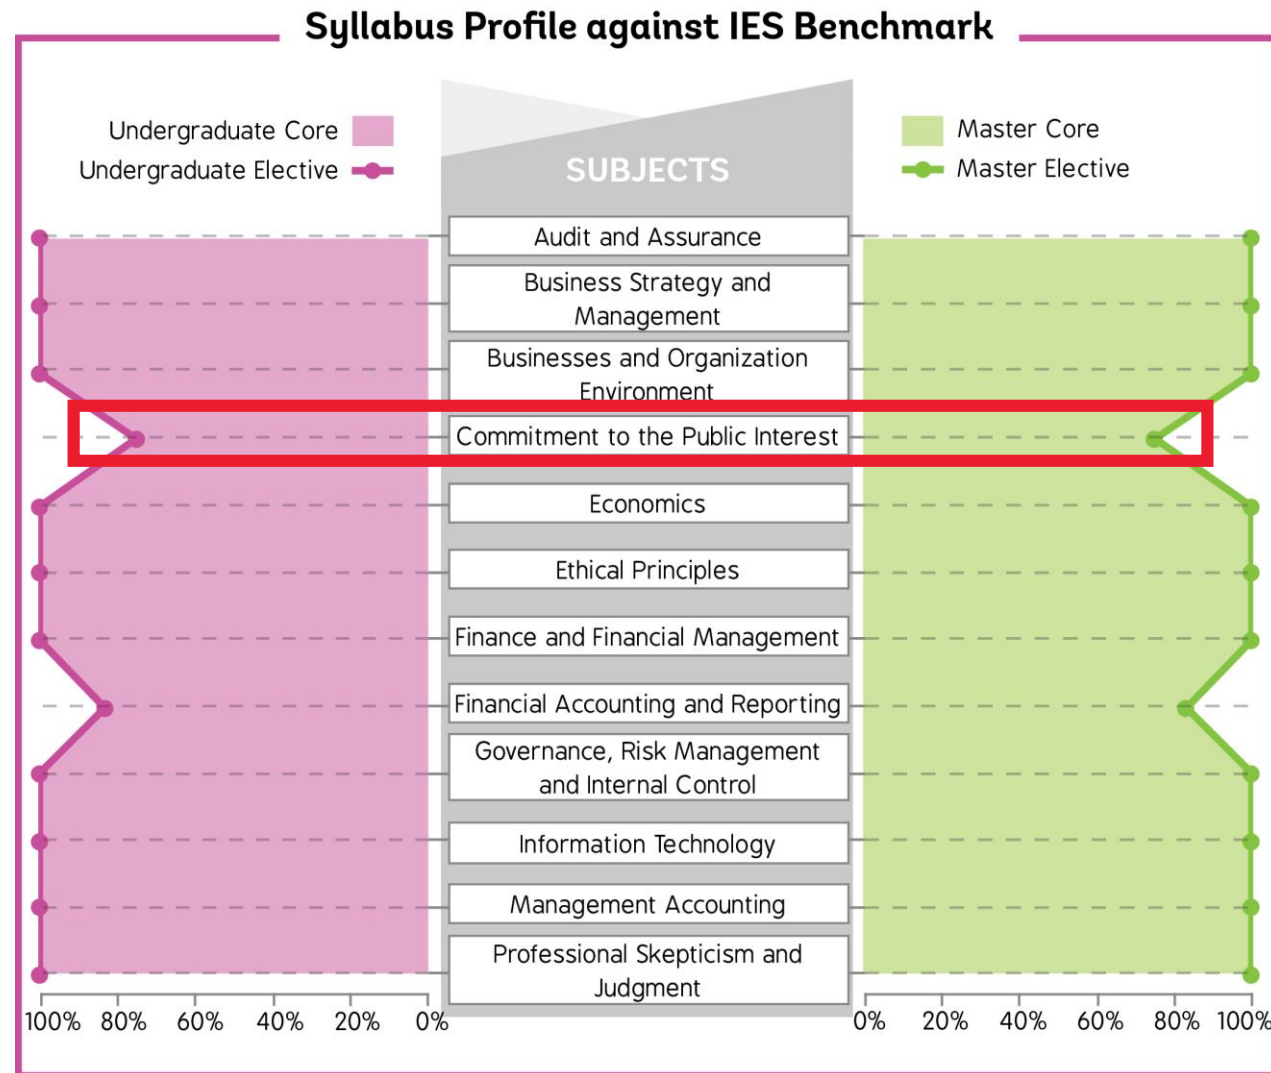 Syllabus Profile against IES Benchmark
Undergraduate Core
Undergraduate Elective
SUBJECTS
Master Core
Master Elective
Audit and Assurance
Business Strategy and
Management
Businesses and Organization
Environment
Commitment to the Public Interest
Economics
Ethical Principles
Finance and Financial Management
Financial Accounting and Reporting
Governance, Risk Management
and Internal Control
Information Technology
Management Accounting
Professional Skepticism and
Judgment
100% 80% 60% 40% 20% 0%
0% 20% 40% 60% 80% 100%